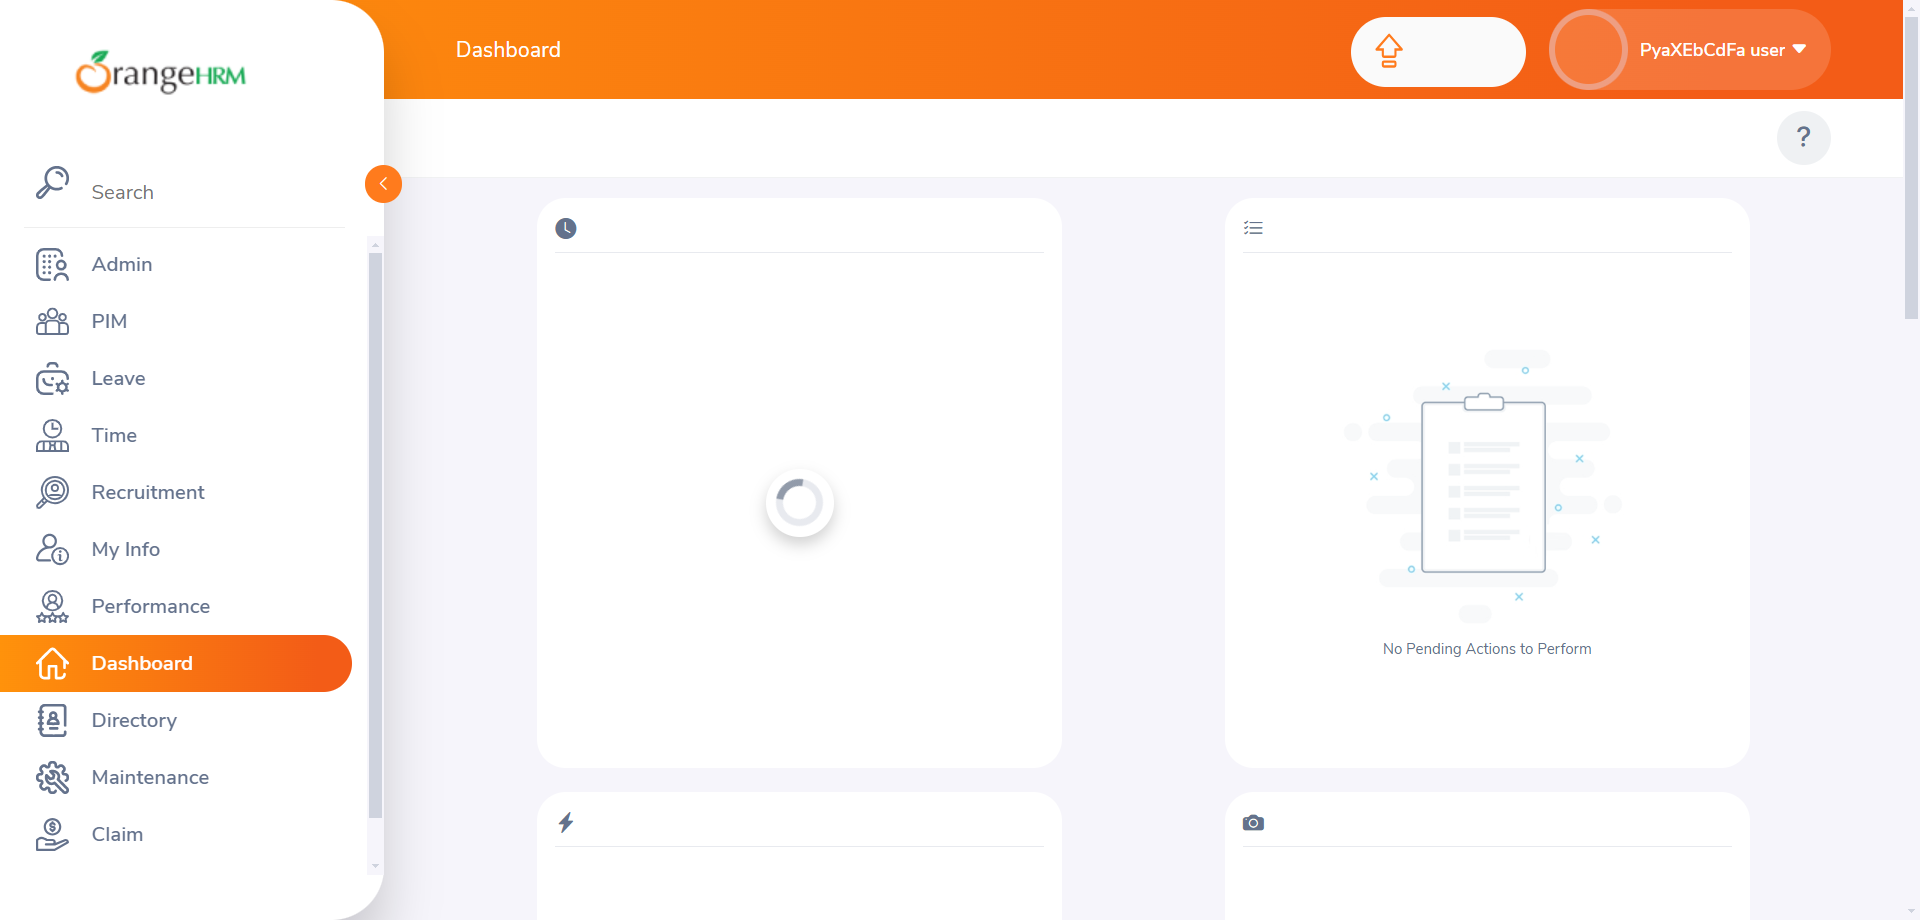 OrangeHRM
Dashboard
PyaXEbCdFa user
?
Search
Admin
PIM
Leave
Time
Recruitment
My Info
Performance
Dashboard
Directory
Maintenance
Claim
No Pending Actions to Perform